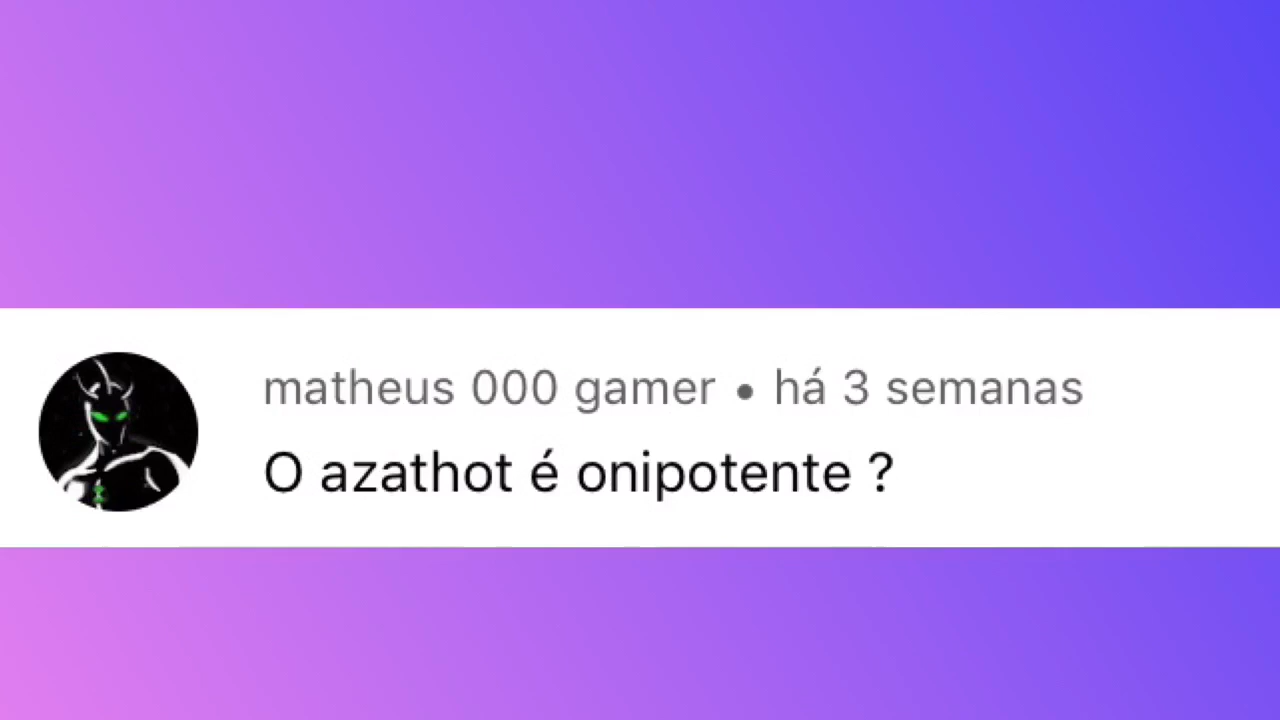 matheus 000 gamer • há 3 semanas
O azathot é onipotente ?